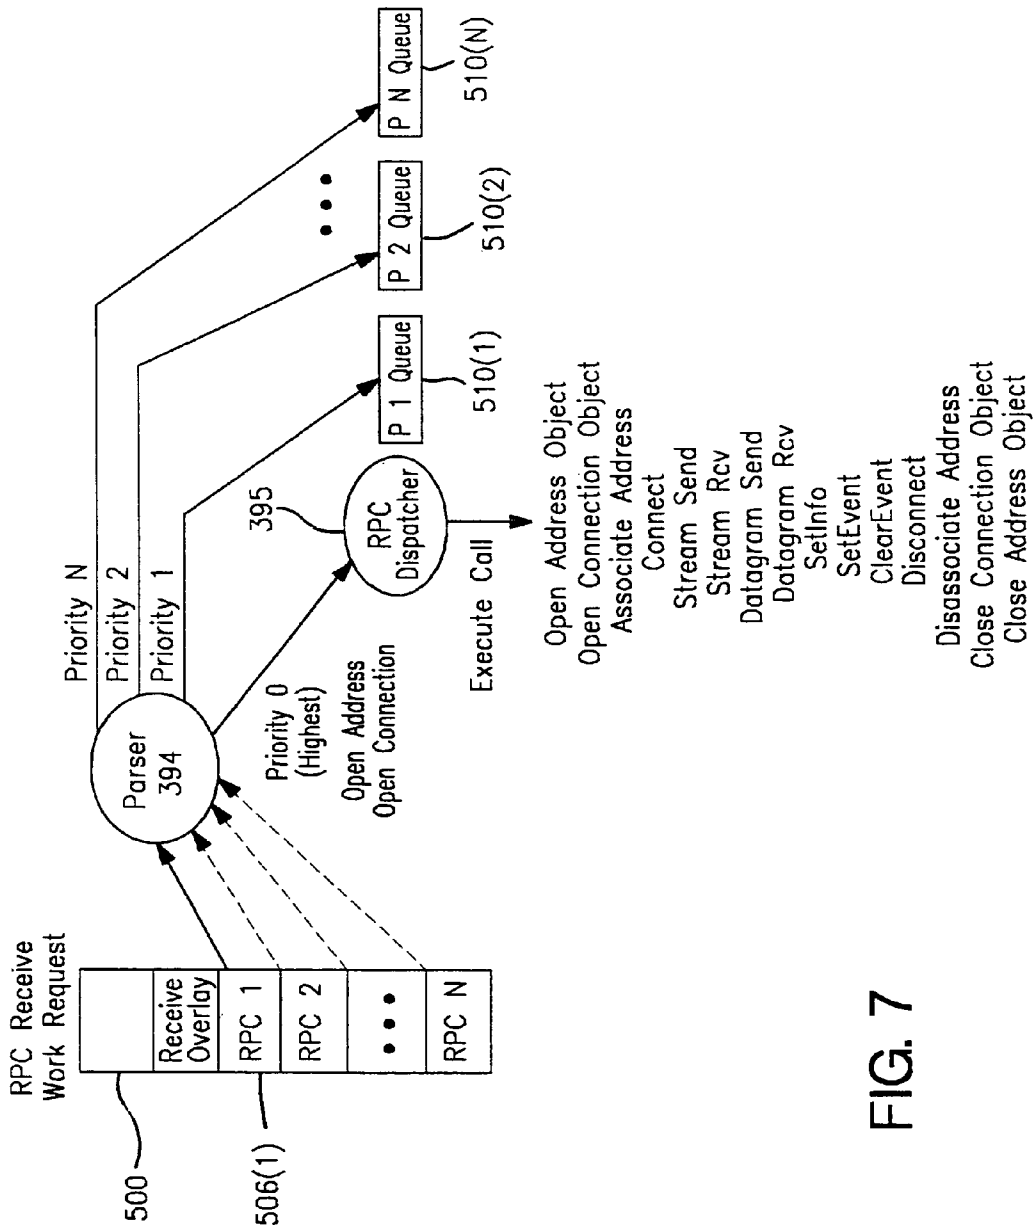 RPC Receive
Work Request
500
Receive
Overlay
506(1)
RPC 1
RPC 2
RPC N
Parser
394
Priority N
Priority 2
Priority 1
Priority 0
(Highest)
Open Address
Open Connection
395
RPC
Dispatcher
P 1 Queue
510(1)
P 2 Queue
510(2)
P N Queue
510(N)
Execute Call
Open Address Object
Open Connection Object
Associate Address
Connect
Stream Send
Stream Rcv
Datagram Send
Datagram Rcv
SetInfo
SetEvent
ClearEvent
Disconnect
Disassociate Address
Close Connection Object
Close Address Object
FIG. 7